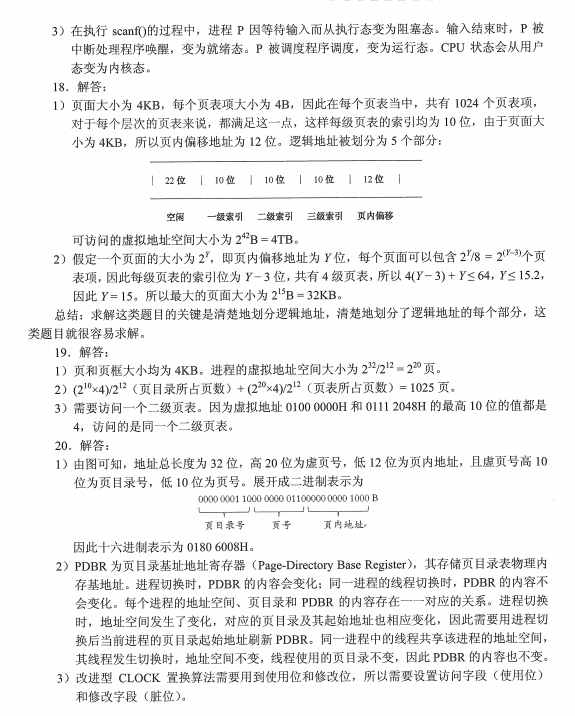 3）在执行 scanf()的过程中，进程 P 因等待输入而从执行态变为阻塞态。输入结束时，P 被
中断处理程序唤醒，变为就绪态。P 被调度程序调度，变为运行态。CPU 状态会从用户
态变为内核态。
18．解答：
1）页面大小为 4KB，每个页表项大小为 4B，因此在每个页表当中，共有 1024 个页表项，
对于每个层次的页表来说，都满足这一点，这样每级页表的索引均为 10 位，由于页面大
小为 4KB，所以页内偏移地址为 12 位。逻辑地址被划分为 5 个部分：
| 22 位 | 10 位 | 10 位 | 10 位 | 12 位 |
空闲 一级索引 二级索引 三级索引 页内偏移
可访问的虚拟地址空间大小为 2⁴²B = 4TB。
2）假定一个页面的大小为 2ʸ，即页内偏移地址为 Y 位，每个页面可以包含 2ʸ/8 = 2⁽ʸ⁻³⁾个页
表项，因此每级页表的索引位为 Y－3 位，共有 4 级页表，所以 4(Y－3) + Y≤64，Y≤15.2，
因此 Y = 15。所以最大的页面大小为 2¹⁵B = 32KB。
总结：求解这类题目的关键是清楚地划分逻辑地址，清楚地划分了逻辑地址的每个部分，这
类题目就很容易求解。
19．解答：
1）页和页框大小均为 4KB。进程的虚拟地址空间大小为 2³²/2¹² = 2²⁰ 页。
2）(2¹⁰×4)/2¹²（页目录所占页数）+ (2²⁰×4)/2¹²（页表所占页数）= 1025 页。
3）需要访问一个二级页表。因为虚拟地址 0100 0000H 和 0111 2048H 的最高 10 位的值都是
4，访问的是同一个二级页表。
20．解答：
1）由图可知，地址总长度为 32 位，高 20 位为虚页号，低 12 位为页内地址，且虚页号高 10
位为页目录号，低 10 位为页号。展开成二进制表示为
0000 0001 1000 0000 01100000 0000 1000 B
页目录号 页号 页内地址
因此十六进制表示为 0180 6008H。
2）PDBR 为页目录基址地址寄存器（Page-Directory Base Register），其存储页目录表物理内
存基地址。进程切换时，PDBR 的内容会变化；同一进程的线程切换时，PDBR 的内容不
会变化。每个进程的地址空间、页目录和 PDBR 的内容存在一一对应的关系。进程切换
时，地址空间发生了变化，对应的页目录及其起始地址也相应变化，因此需要用进程切
换后当前进程的页目录起始地址刷新 PDBR。同一进程中的线程共享该进程的地址空间，
其线程发生切换时，地址空间不变，线程使用的页目录不变，因此 PDBR 的内容也不变。
3）改进型 CLOCK 置换算法需要用到使用位和修改位，所以需要设置访问字段（使用位）
和修改字段（脏位）。